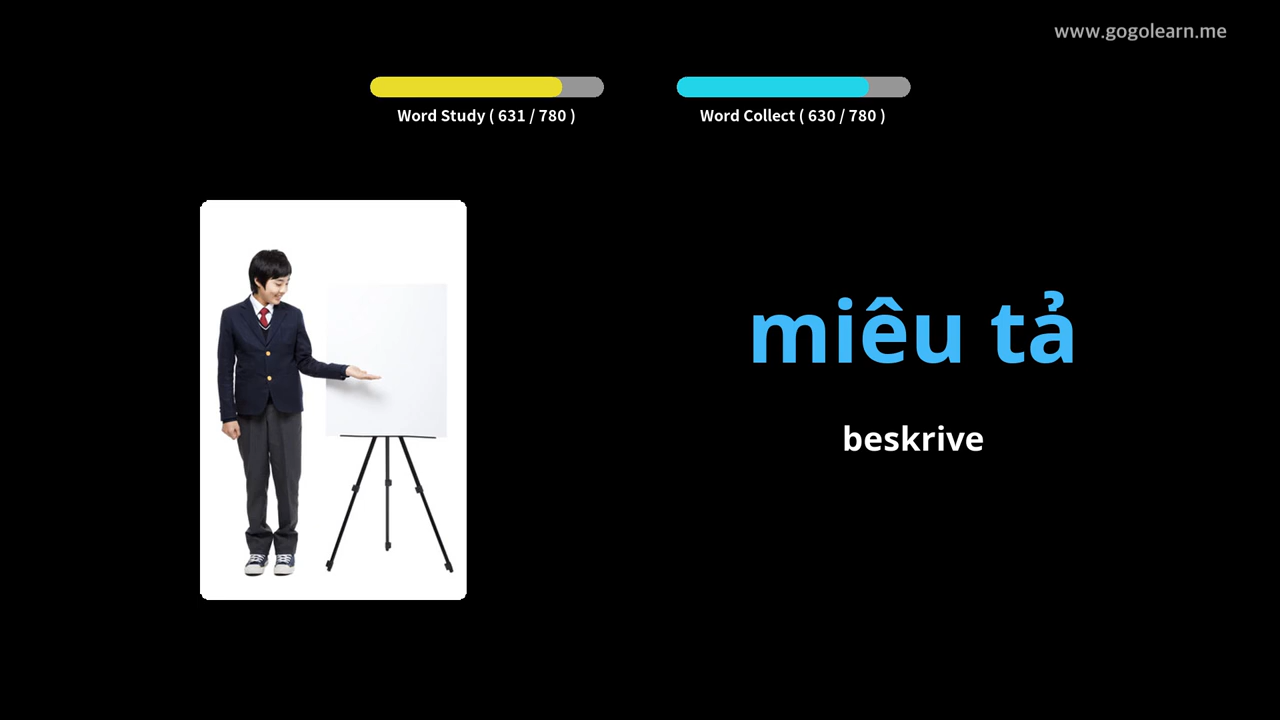 www.gogolearn.me
Word Study ( 631 / 780 )
Word Collect ( 630 / 780 )
miêu tả
beskrive